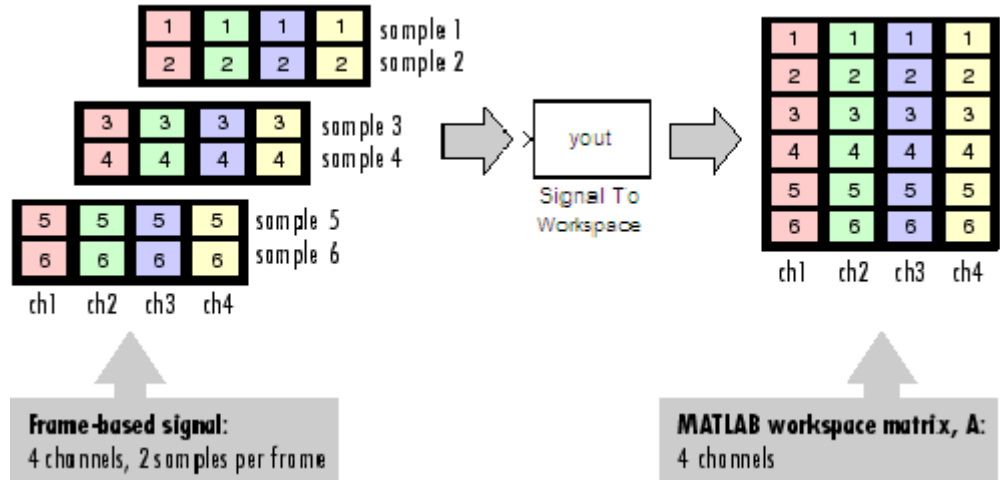 1 1 1 1 sample 1
2 2 2 2 sample 2
3 3 3 3 sample 3
4 4 4 4 sample 4
5 5 5 5 sample 5
6 6 6 6 sample 6
ch1 ch2 ch3 ch4
yout
Signal To
Workspace
1 1 1 1
2 2 2 2
3 3 3 3
4 4 4 4
5 5 5 5
6 6 6 6
ch1 ch2 ch3 ch4
Frame-based signal:
4 channels, 2 samples per frame
MATLAB workspace matrix, A:
4 channels